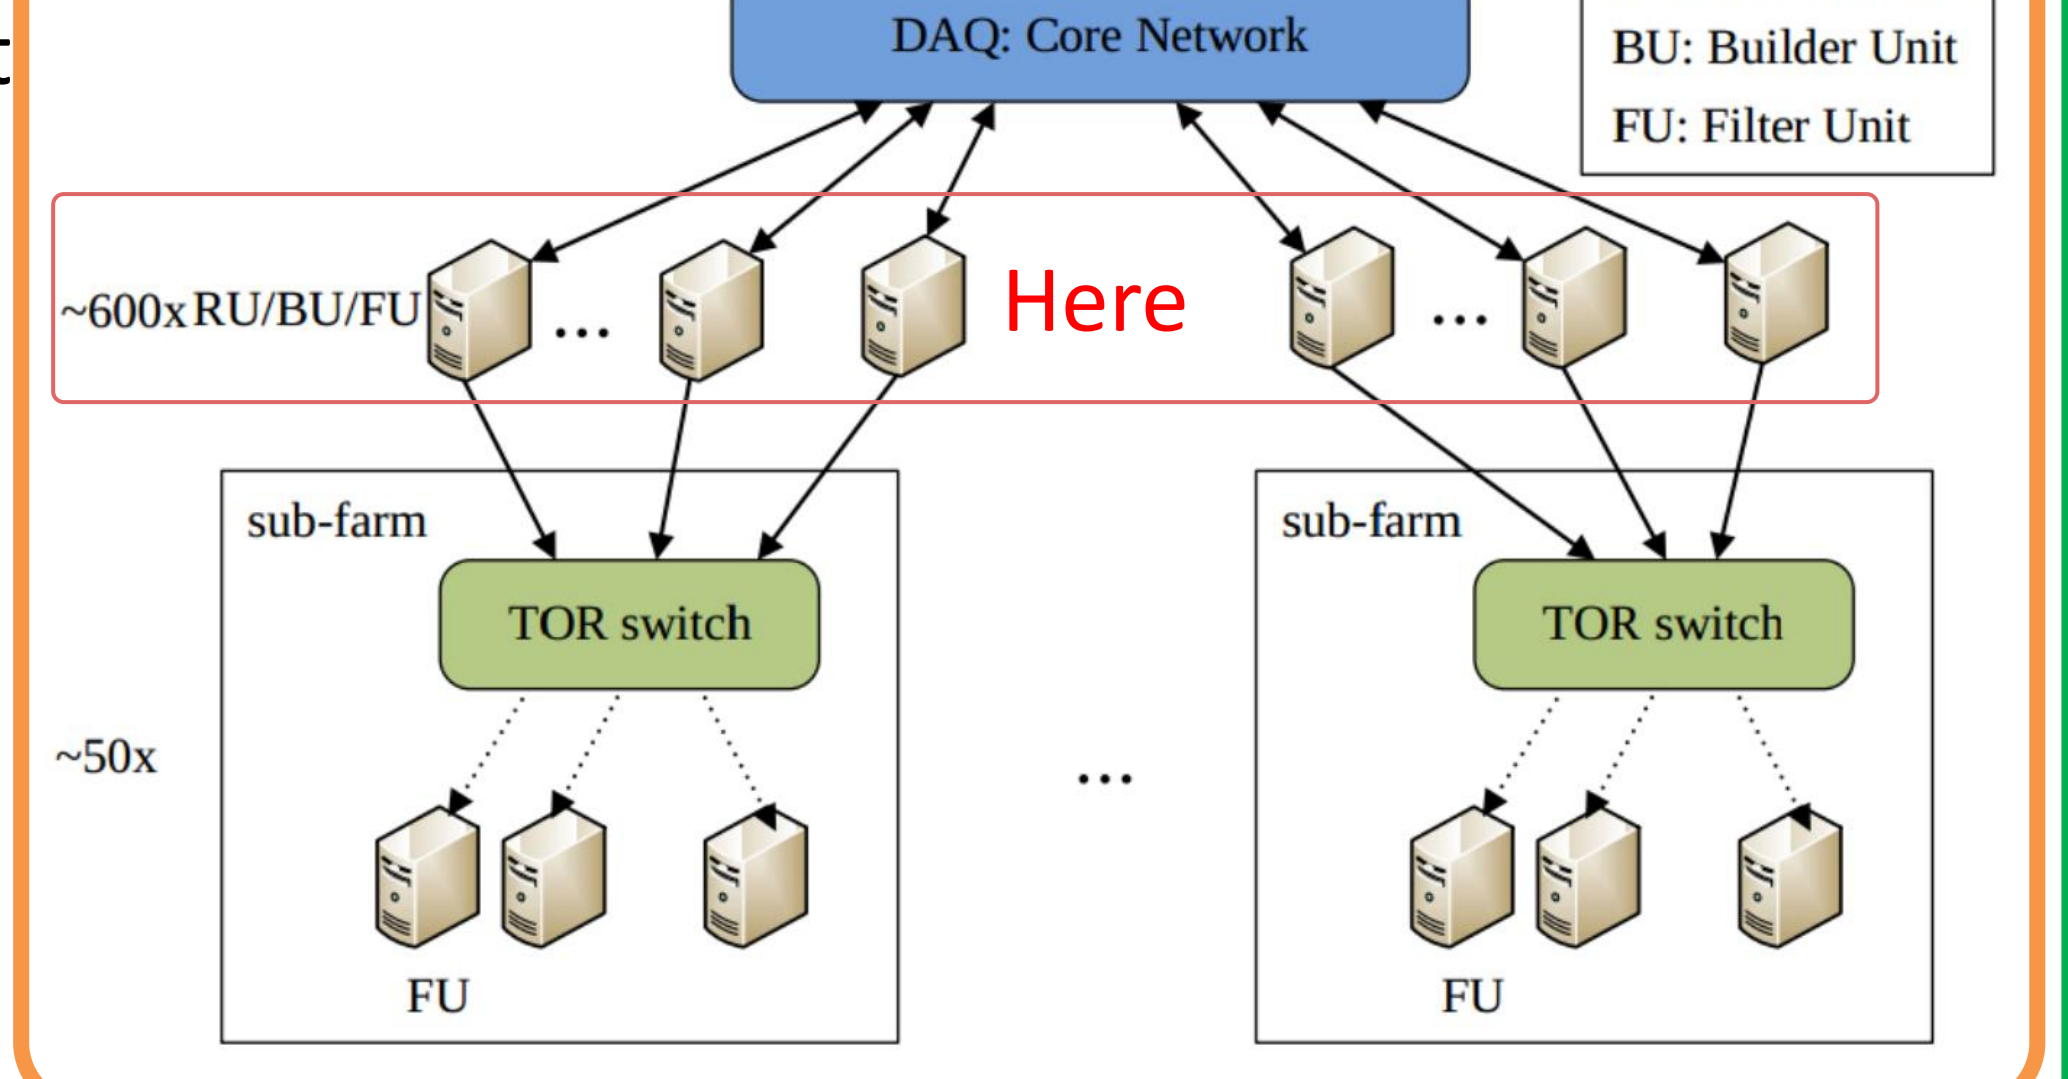 t
DAQ: Core Network
BU: Builder Unit
FU: Filter Unit
~600x RU/BU/FU
...
Here
...
sub-farm
sub-farm
TOR switch
TOR switch
~50x
...
FU
FU